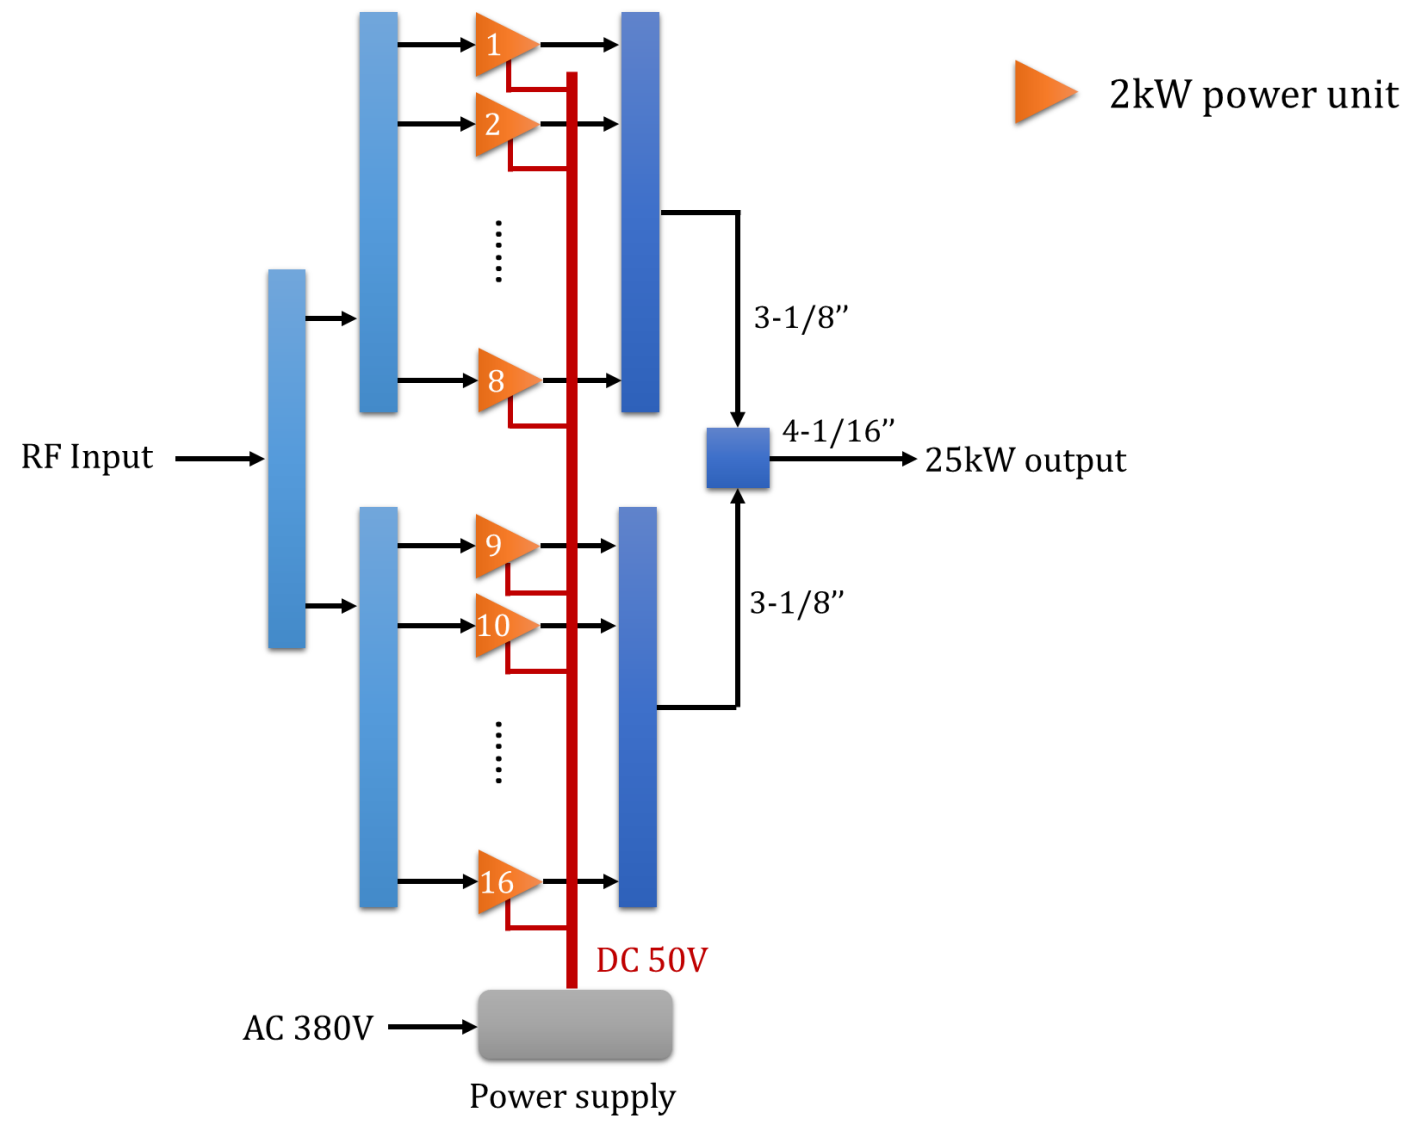 1
2kW power unit
2
3-1/8”
8
4-1/16”
RF Input
25kW output
9
3-1/8”
10
16
DC 50V
AC 380V
Power supply